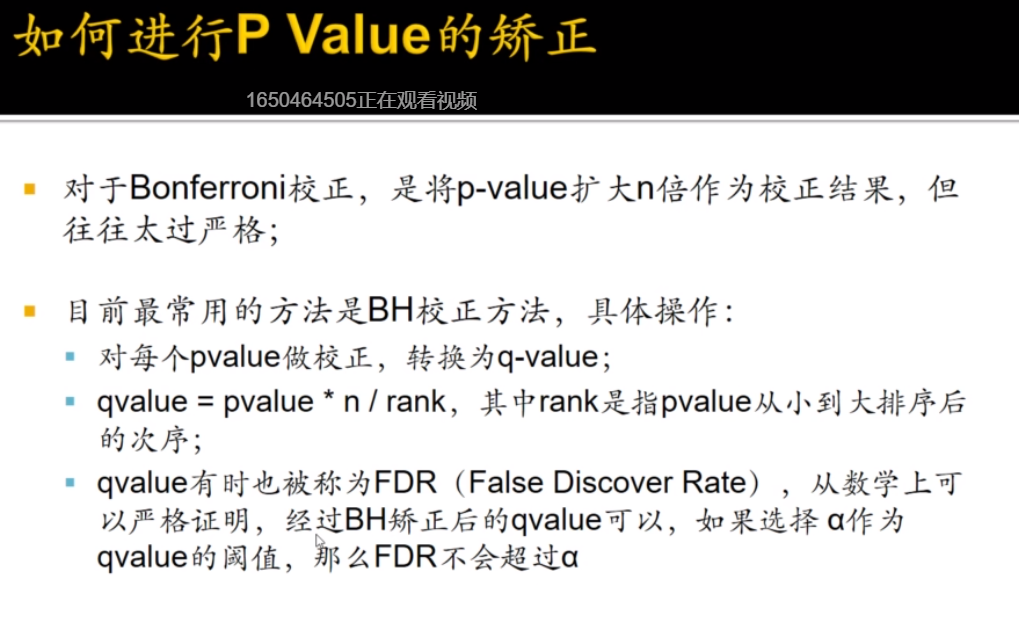 如何进行P Value的矫正
1650464505正在观看视频
对于Bonferroni校正，是将p-value扩大n倍作为校正结果，但
往往太过严格；
目前最常用的方法是BH校正方法，具体操作：
对每个pvalue做校正，转换为q-value；
qvalue = pvalue * n / rank，其中rank是指pvalue从小到大排序后
的次序；
qvalue有时也被称为FDR（False Discover Rate），从数学上可
以严格证明，经过BH矫正后的qvalue可以，如果选择 α作为
qvalue的阈值，那么FDR不会超过α